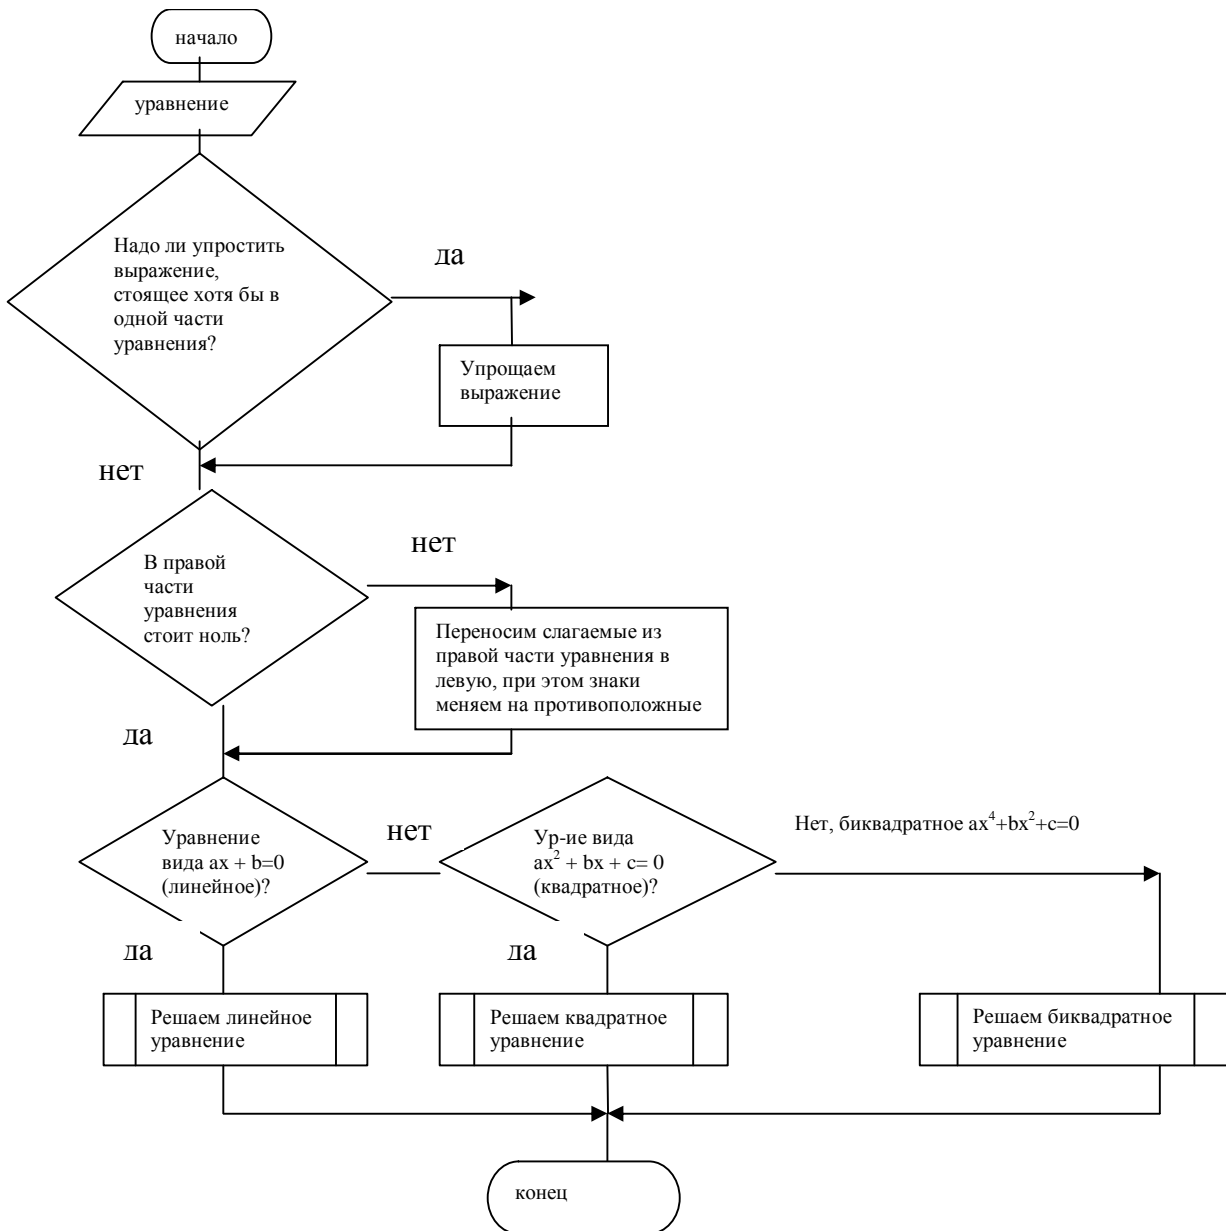 начало
уравнение
Надо ли упростить
выражение,
стоящее хотя бы в
одной части
уравнения?
да
Упрощаем
выражение
нет
В правой
части
уравнения
стоит ноль?
нет
Переносим слагаемые из
правой части уравнения в
левую, при этом знаки
меняем на противоположные
да
Уравнение
вида ax + b=0
(линейное)?
нет
Ур-ие вида
ax² + bx + c= 0
(квадратное)?
Нет, биквадратное ax⁴+bx²+c=0
да
да
Решаем линейное
уравнение
Решаем квадратное
уравнение
Решаем биквадратное
уравнение
конец